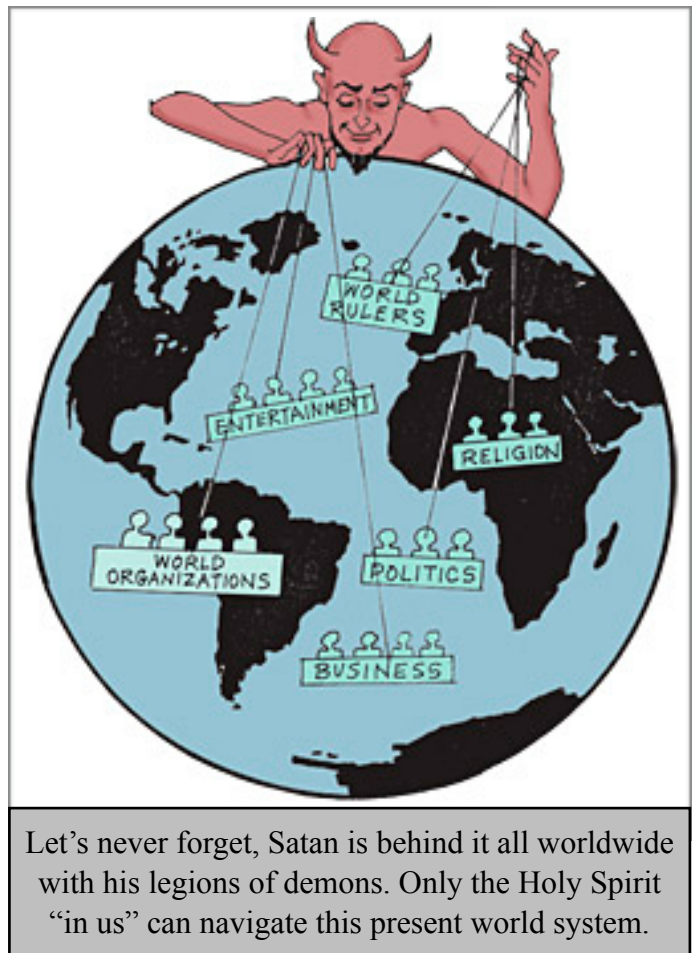 WORLD
RULERS
ENTERTAINMENT
RELIGION
WORLD
ORGANIZATIONS
POLITICS
BUSINESS
Let’s never forget, Satan is behind it all worldwide
with his legions of demons. Only the Holy Spirit
“in us” can navigate this present world system.